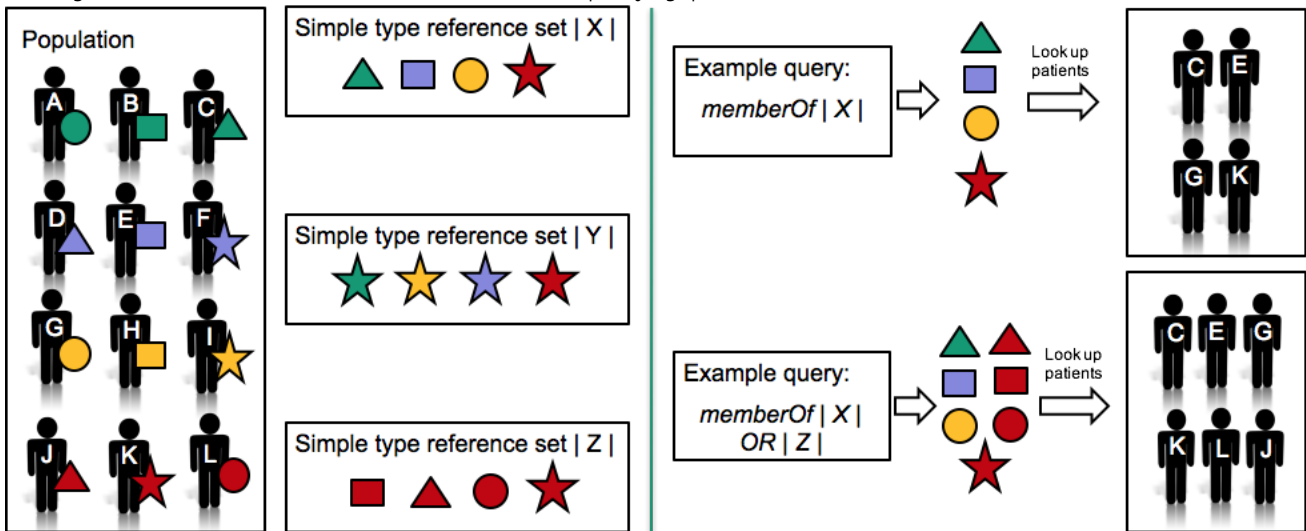 Population
A
B
C
D
E
F
G
H
I
J
K
L
Simple type reference set | X |
Simple type reference set | Y |
Simple type reference set | Z |
Example query:
memberOf | X |
Look up
patients
C
E
G
K
Example query:
memberOf | X |
OR | Z |
Look up
patients
C
E
G
K
L
J